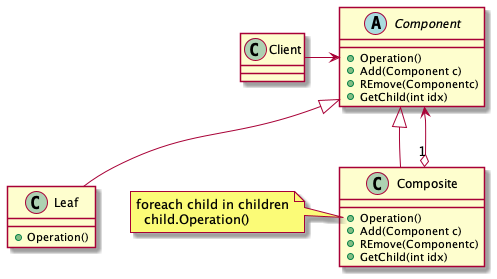 A Component
Operation()
Add(Component c)
REmove(Componentc)
GetChild(int idx)
C Client
1
C Leaf
Operation()
foreach child in children
child.Operation()
C Composite
Operation()
Add(Component c)
REmove(Componentc)
GetChild(int idx)